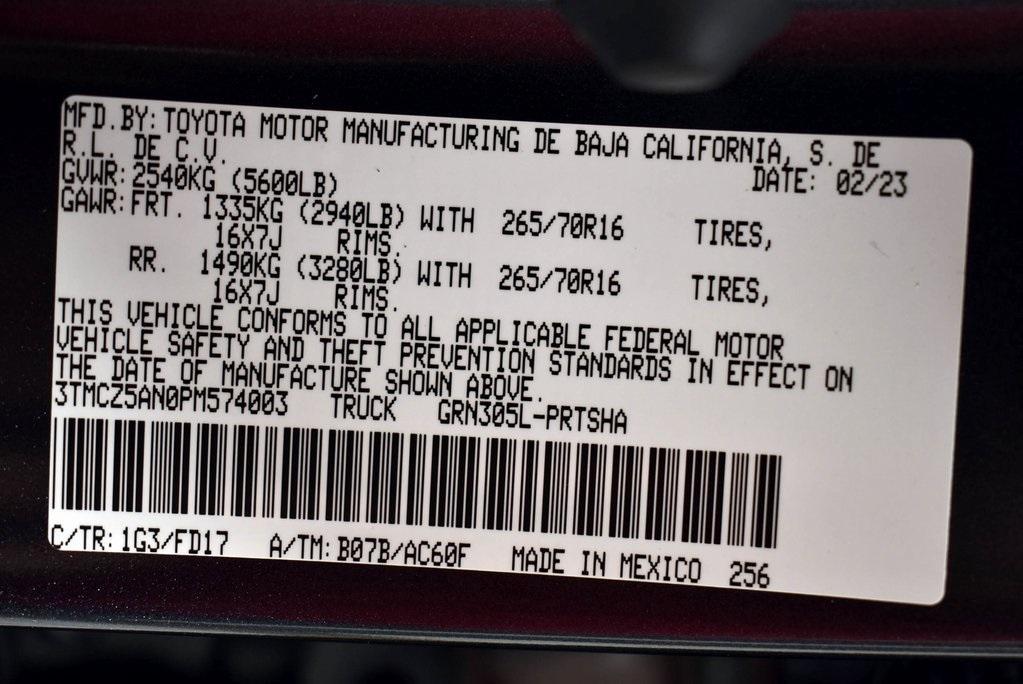 MFD.BY: TOYOTA MOTOR MANUFACTURING DE BAJA CALIFORNIA, S. DE
R.L. DE C.V. DATE: 02/23
GVWR: 2540KG (5600LB)
GAWR: FRT. 1335KG (2940LB) WITH 265/70R16 TIRES,
16X7J RIMS.
RR. 1490KG (3280LB) WITH 265/70R16 TIRES,
16X7J RIMS.
THIS VEHICLE CONFORMS TO ALL APPLICABLE FEDERAL MOTOR
VEHICLE SAFETY AND THEFT PREVENTION STANDARDS IN EFFECT ON
THE DATE OF MANUFACTURE SHOWN ABOVE.
3TMCZ5AN0PM574003 TRUCK GRN305L-PRTSHA
C/TR: 1G3/FD17 A/TM: B07B/AC60F MADE IN MEXICO 256